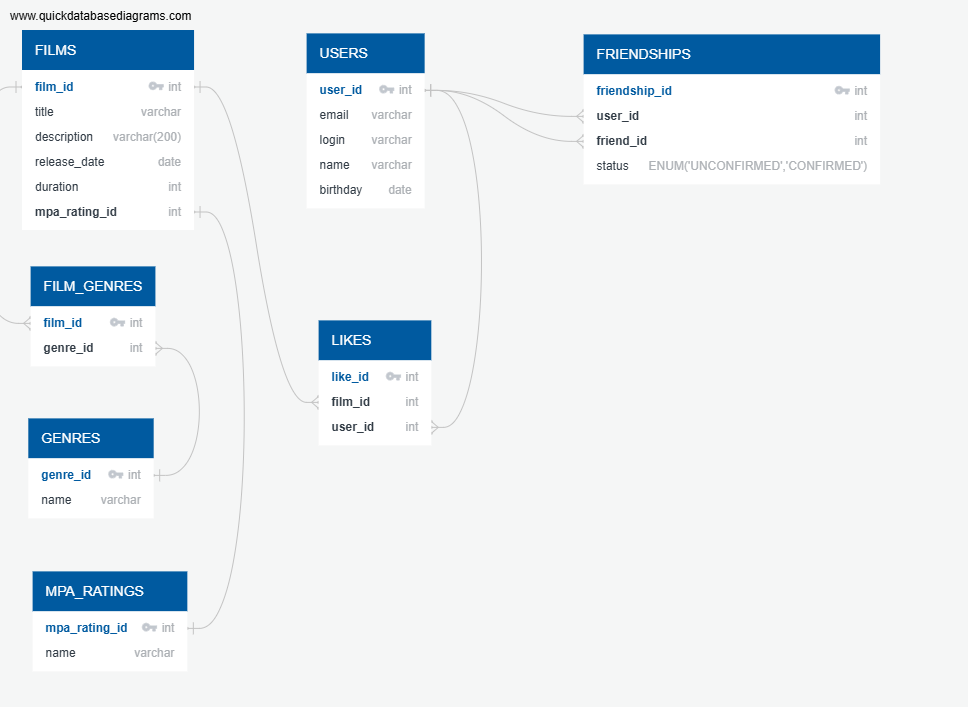 www.quickdatabasediagrams.com
FILMS
film_id int
title varchar
description varchar(200)
release_date date
duration int
mpa_rating_id int
USERS
user_id int
email varchar
login varchar
name varchar
birthday date
FRIENDSHIPS
friendship_id int
user_id int
friend_id int
status ENUM('UNCONFIRMED','CONFIRMED')
FILM_GENRES
film_id int
genre_id int
LIKES
like_id int
film_id int
user_id int
GENRES
genre_id int
name varchar
MPA_RATINGS
mpa_rating_id int
name varchar